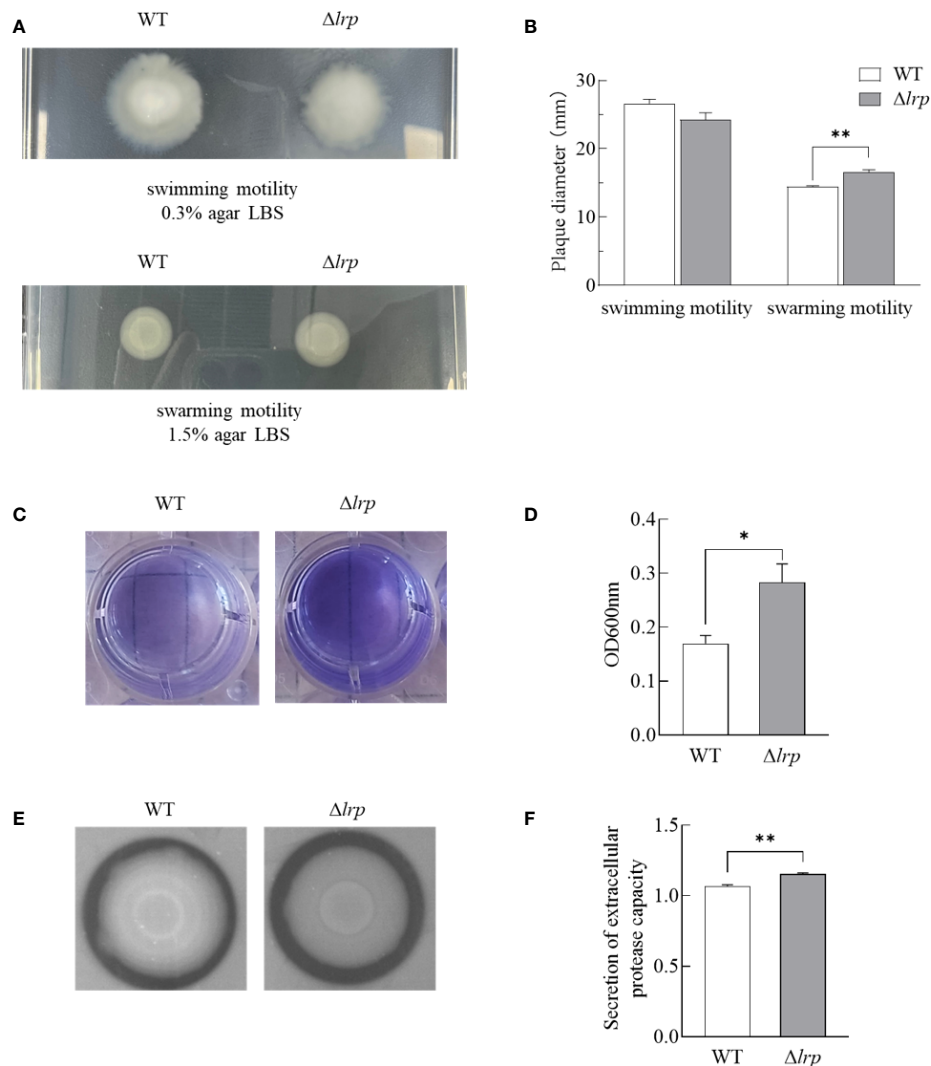 A
WT Δlrp
swimming motility
0.3% agar LBS
WT Δlrp
swarming motility
1.5% agar LBS
B
Plaque diameter (mm)
30
20
10
0
WT
Δlrp
**
swimming motility swarming motility
C
WT Δlrp
D
OD600nm
0.4
0.3
0.2
0.1
0.0
*
WT Δlrp
E
WT Δlrp
F
Secretion of extracellular
protease capacity
1.5
1.0
0.5
0.0
**
WT Δlrp